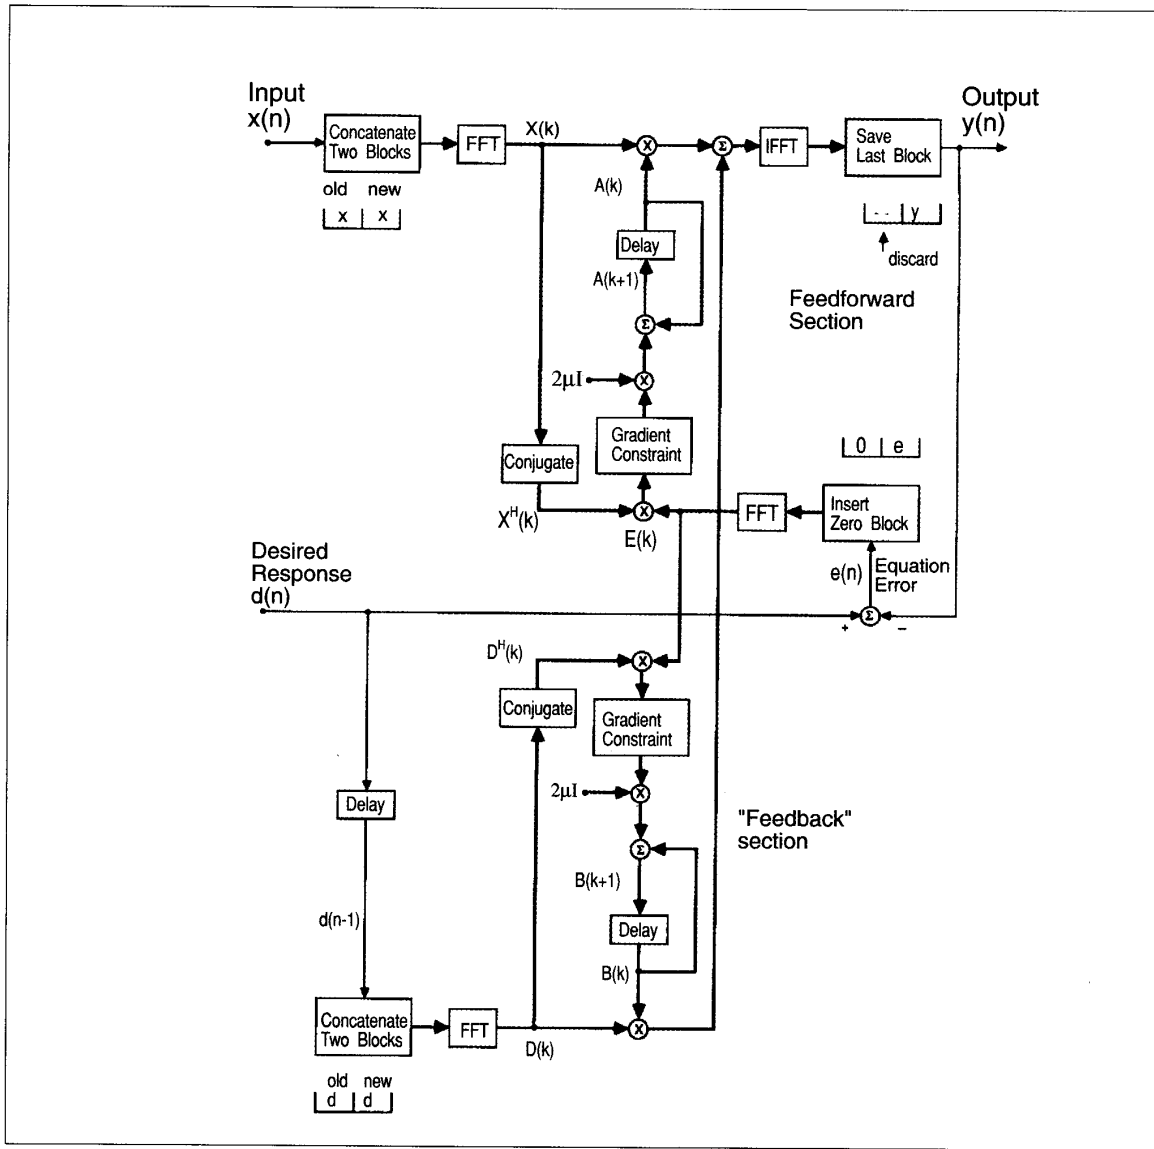 Input
x(n)
Concatenate
Two Blocks
old new
x x
FFT
X(k)
X
Σ
IFFT
Save
Last Block
Output
y(n)
- - y
discard
A(k)
Delay
A(k+1)
Σ
Feedforward
Section
2μI
X
Gradient
Constraint
Conjugate
X^H(k)
X
E(k)
FFT
0 e
Insert
Zero Block
e(n)
Equation
Error
Σ
+ −
Desired
Response
d(n)
D^H(k)
X
Conjugate
Gradient
Constraint
2μI
X
Σ
"Feedback"
section
Delay
d(n-1)
B(k+1)
Delay
B(k)
Concatenate
Two Blocks
FFT
D(k)
X
old new
d d